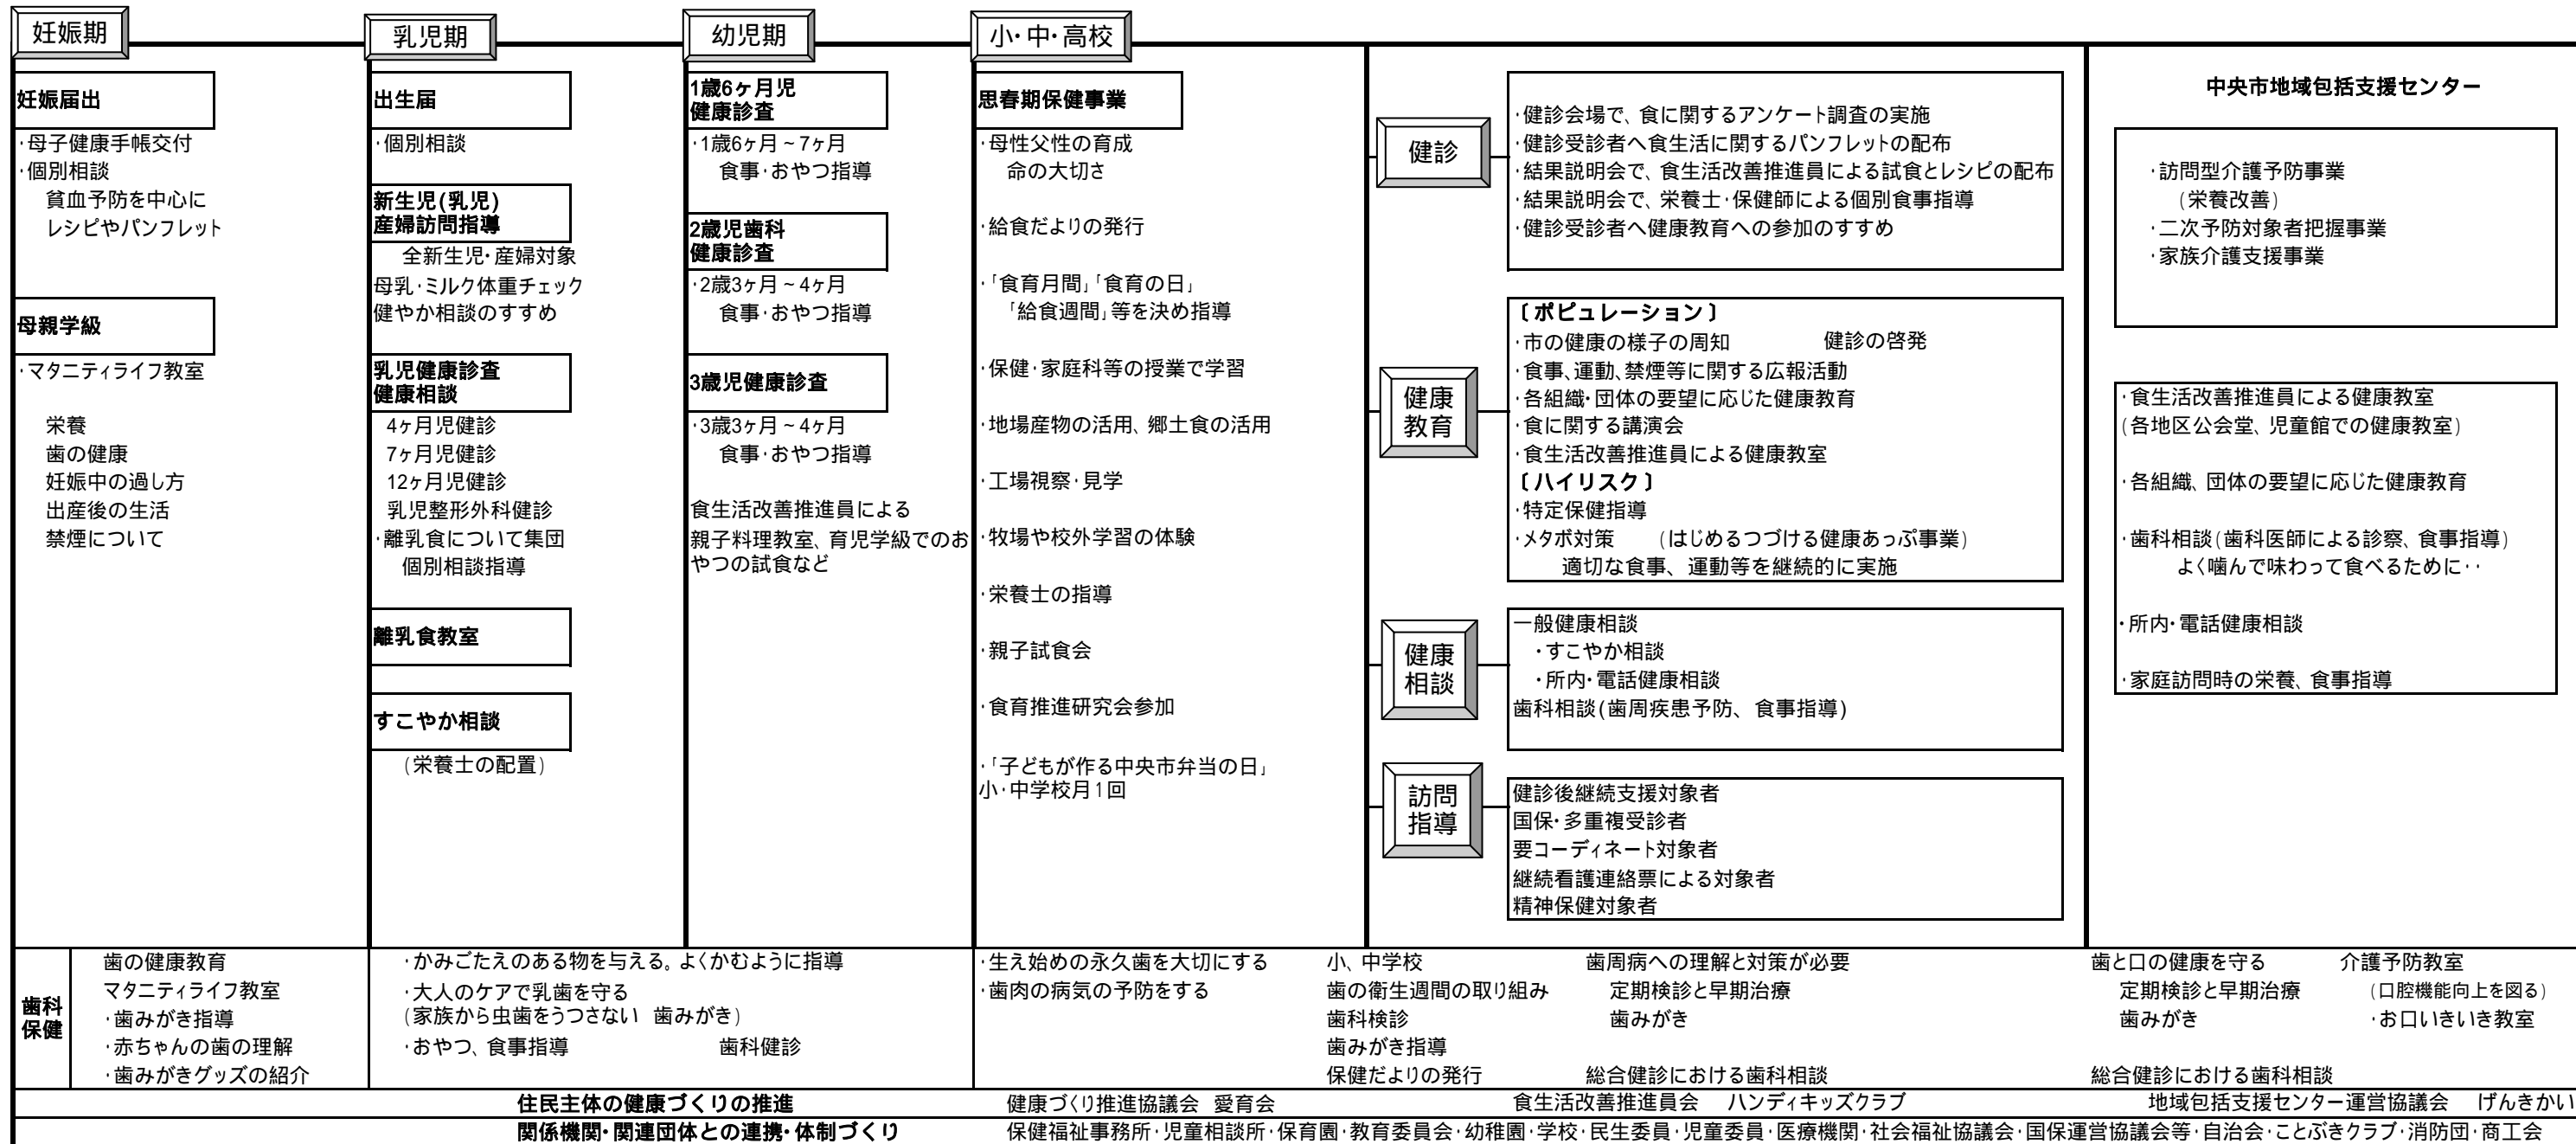 妊娠期
妊娠届出
·母子健康手帳交付
·個別相談
貧血予防を中心に
レシピやパンフレット
母親学級
·マタニティライフ教室
栄養
歯の健康
妊娠中の過し方
出産後の生活
禁煙について
乳児期
出生届
·個別相談
新生児(乳児)
産婦訪問指導
全新生児·産婦対象
母乳·ミルク体重チェック
健やか相談のすすめ
乳児健康診査
健康相談
4ヶ月児健診
7ヶ月児健診
12ヶ月児健診
乳児整形外科健診
·離乳食について集団
個別相談指導
離乳食教室
すこやか相談
(栄養士の配置)
幼児期
1歳6ヶ月児
健康診査
·1歳6ヶ月~7ヶ月
食事·おやつ指導
2歳児歯科
健康診査
·2歳3ヶ月~4ヶ月
食事·おやつ指導
3歳児健康診査
·3歳3ヶ月~4ヶ月
食事·おやつ指導
食生活改善推進員による
親子料理教室、育児学級でのお
やつの試食など
小·中·高校
思春期保健事業
·母性父性の育成
命の大切さ
·給食だよりの発行
·「食育月間」「食育の日」
「給食週間」等を決め指導
·保健·家庭科等の授業で学習
·地場産物の活用、郷土食の活用
·工場視察·見学
·牧場や校外学習の体験
·栄養士の指導
·親子試食会
·食育推進研究会参加
·「子どもが作る中央市弁当の日」
小·中学校月1回
健診
·健診会場で、食に関するアンケート調査の実施
·健診受診者へ食生活に関するパンフレットの配布
·結果説明会で、食生活改善推進員による試食とレシピの配布
·結果説明会で、栄養士·保健師による個別食事指導
·健診受診者へ健康教育への参加のすすめ
健康
教育
〔ポピュレーション〕
·市の健康の様子の周知 健診の啓発
·食事、運動、禁煙等に関する広報活動
·各組織·団体の要望に応じた健康教育
·食に関する講演会
·食生活改善推進員による健康教室
〔ハイリスク〕
·特定保健指導
·メタボ対策 (はじめるつづける健康あっぷ事業)
適切な食事、運動等を継続的に実施
健康
相談
一般健康相談
·すこやか相談
·所内·電話健康相談
歯科相談(歯周疾患予防、食事指導)
訪問
指導
健診後継続支援対象者
国保·多重複受診者
要コーディネート対象者
継続看護連絡票による対象者
精神保健対象者
中央市地域包括支援センター
·訪問型介護予防事業
(栄養改善)
·二次予防対象者把握事業
·家族介護支援事業
·食生活改善推進員による健康教室
(各地区公会堂、児童館での健康教室)
·各組織、団体の要望に応じた健康教育
·歯科相談(歯科医師による診察、食事指導)
よく噛んで味わって食べるために··
·所内·電話健康相談
·家庭訪問時の栄養、食事指導
歯科
保健
歯の健康教育
マタニティライフ教室
·歯みがき指導
·赤ちゃんの歯の理解
·歯みがきグッズの紹介
·かみごたえのある物を与える。よくかむように指導
·大人のケアで乳歯を守る
(家族から虫歯をうつさない 歯みがき)
·おやつ、食事指導 歯科健診
·生え始めの永久歯を大切にする
·歯肉の病気の予防をする
小、中学校
歯の衛生週間の取り組み
歯科検診
歯みがき指導
保健だよりの発行
歯周病への理解と対策が必要
定期検診と早期治療
歯みがき
総合健診における歯科相談
歯と口の健康を守る
定期検診と早期治療
歯みがき
総合健診における歯科相談
介護予防教室
(口腔機能向上を図る)
·お口いきいき教室
住民主体の健康づくりの推進 健康づくり推進協議会 愛育会 食生活改善推進員会 ハンディキッズクラブ 地域包括支援センター運営協議会 げんきかい
関係機関·関連団体との連携·体制づくり 保健福祉事務所·児童相談所·保育園·教育委員会·幼稚園·学校·民生委員·児童委員·医療機関·社会福祉協議会·国保運営協議会等·自治会·ことぶきクラブ·消防団·商工会